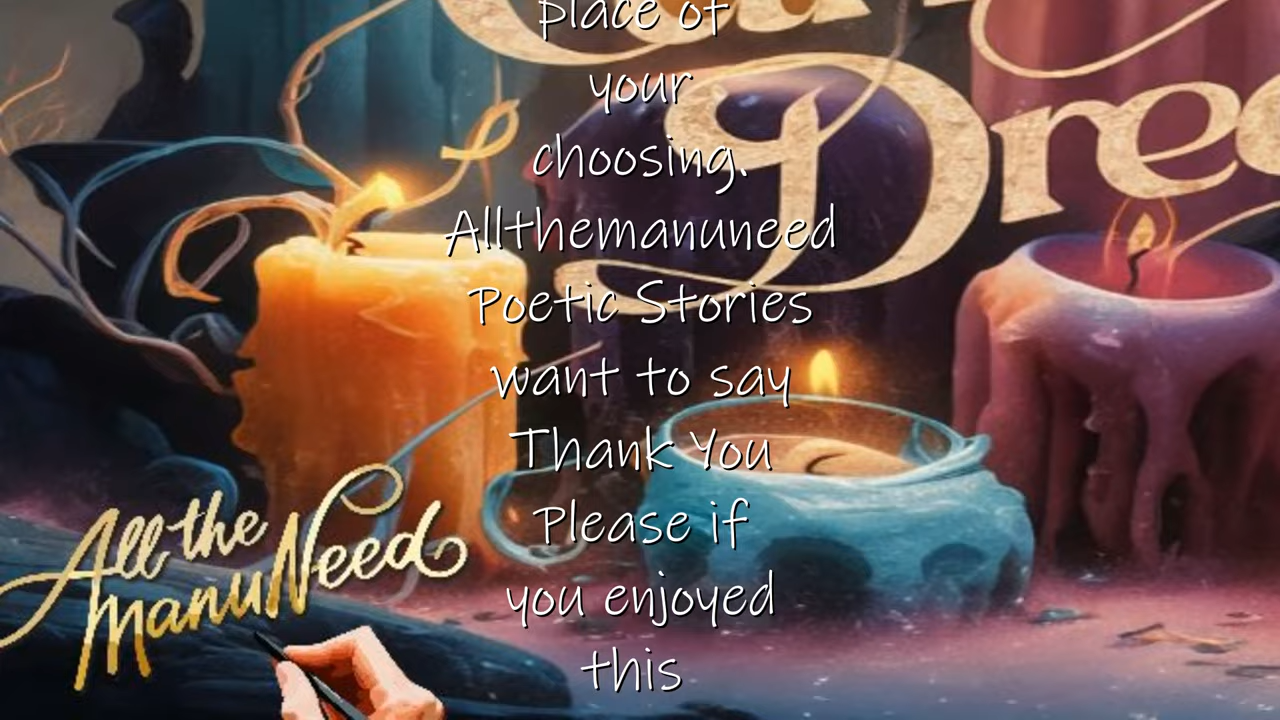 place of
your
choosing.
Allthemanuneed
Poetic Stories
want to say
Thank You
Please if
you enjoyed
this
All the
ManuNeed